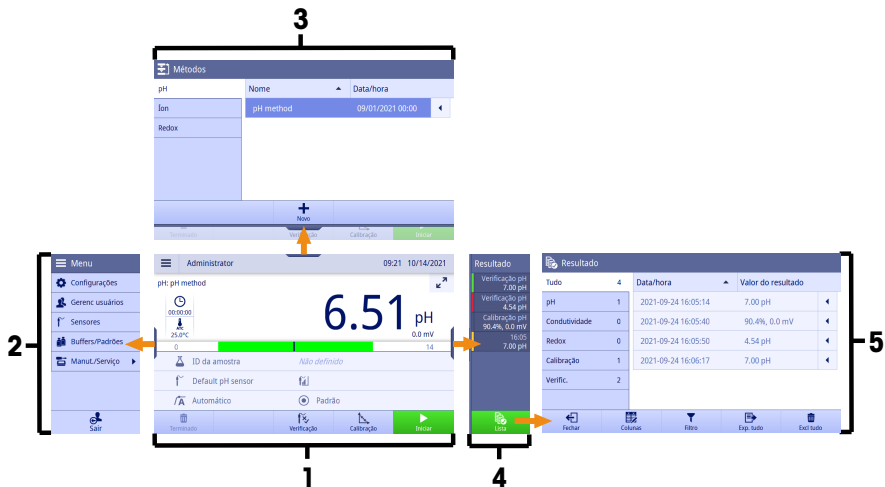 3
Métodos
pH
Íon
Redox
Nome
Data/hora
pH method
09/01/2021 00:00
Novo
Terminado
Verificação
Calibração
Iniciar
2
Menu
Configurações
Gerenc usuários
Sensores
Buffers/Padrões
Manut./Serviço
Sair
Administrator
09:21 10/14/2021
pH: pH method
00:00:00
ATC
25.0°C
6.51 pH
0.0 mV
0
14
ID da amostra
Não definido
Default pH sensor
Automático
Padrão
Terminado
Verificação
Calibração
Iniciar
1
Resultado
Verificação pH
7.00 pH
Verificação pH
4.54 pH
Calibração pH
90.4%, 0.0 mV
16:05
7.00 pH
Lista
4
Resultado
Tudo 4
pH 1
Condutividade 0
Redox 0
Calibração 1
Verific. 2
Data/hora
Valor do resultado
2021-09-24 16:05:14 7.00 pH
2021-09-24 16:05:40 90.4%, 0.0 mV
2021-09-24 16:05:50 4.54 pH
2021-09-24 16:06:17 7.00 pH
Fechar
Colunas
Filtro
Exp. tudo
Excl tudo
5